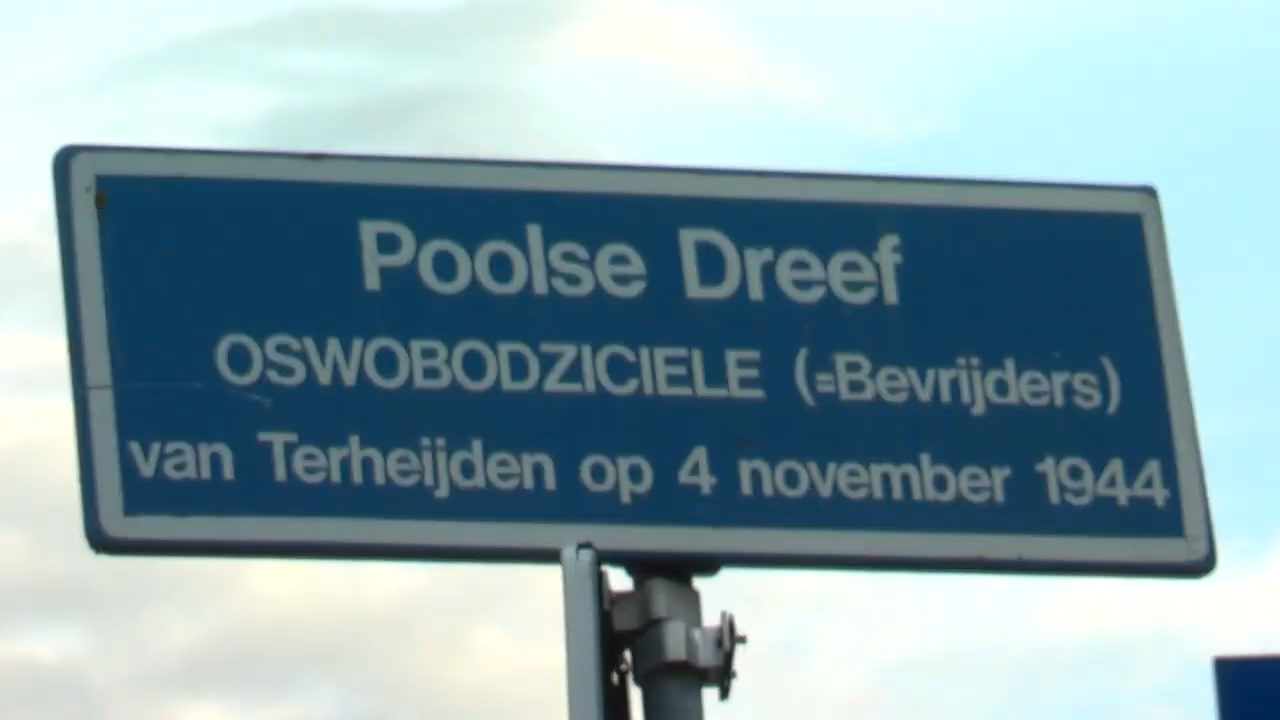 Poolse Dreef
OSWOBODZICIELE (=Bevrijders)
van Terheijden op 4 november 1944